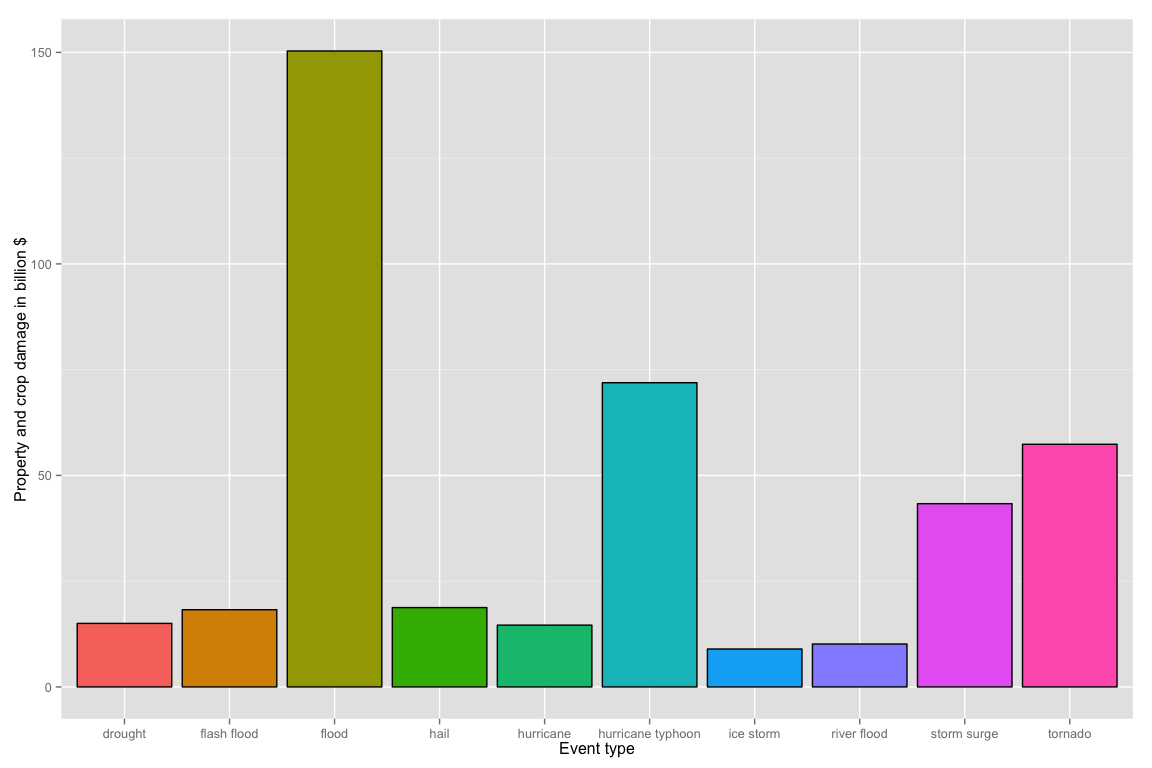 Property and crop damage in billion $
150
100
50
0
drought flash flood flood hail hurricane hurricane typhoon ice storm river flood storm surge tornado
Event type